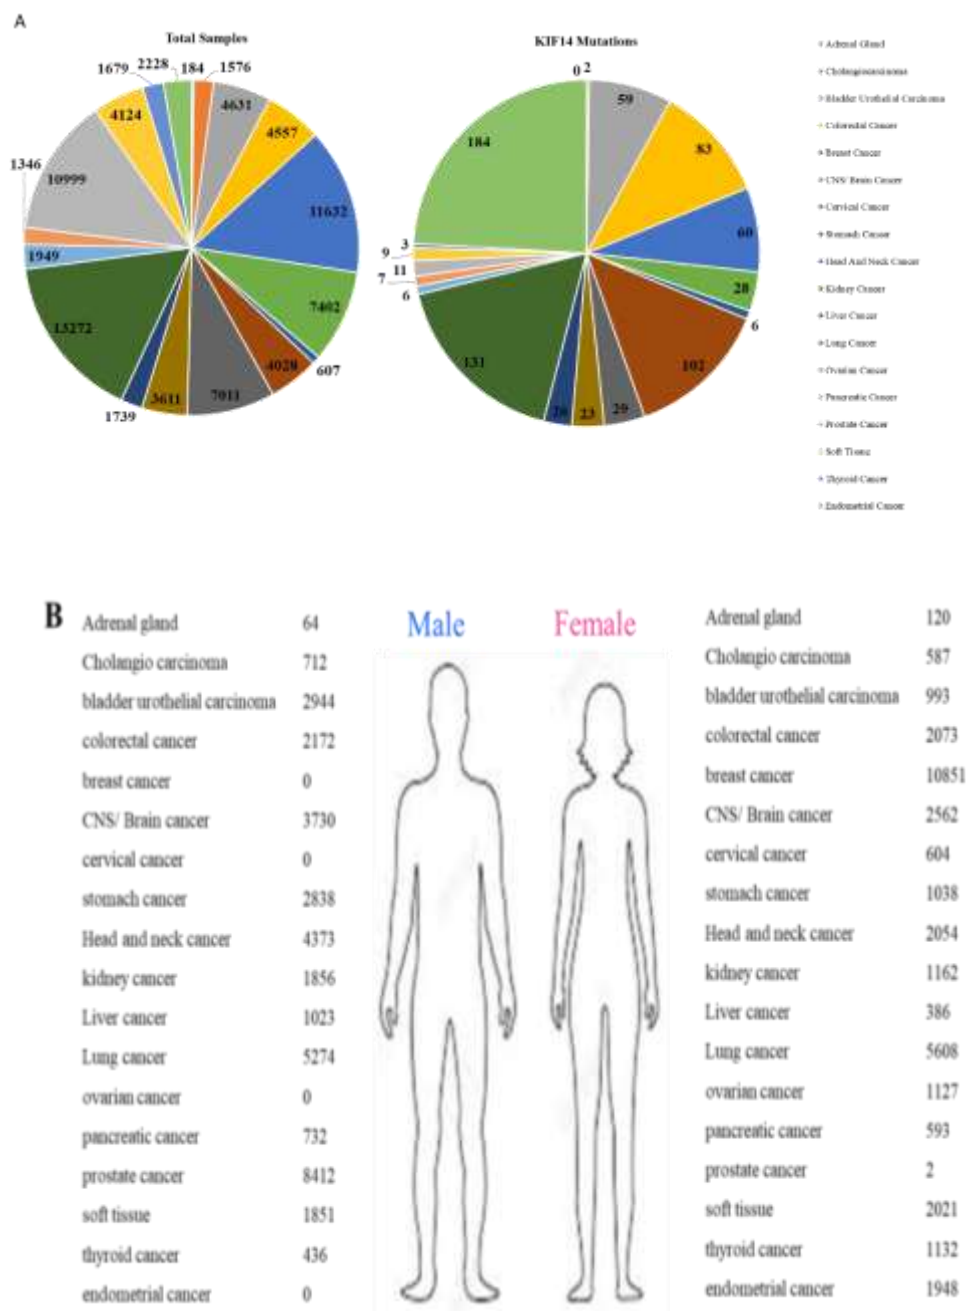 A
Total Samples
KIF14 Mutations
2228 184 1576
1679
4631
4124
4557
1346
10999
11632
1949
7402
607
4028
7011
3611
1739
0 2
59
184
83
60
3
9
11
7
6
28
6
131
102
23
29
Adrenal Gland
Cholangiocarcinoma
Bladder Urothelial Carcinoma
Colorectal Cancer
Breast Cancer
CNS/ Brain Cancer
Cervical Cancer
Stomach Cancer
Head And Neck Cancer
Kidney Cancer
Liver Cancer
Lung Cancer
Ovarian Cancer
Pancreatic Cancer
Prostate Cancer
Soft Tissue
Thyroid Cancer
Endometrial Cancer
B
Male
Female
Adrenal gland 64
Cholangio carcinoma 712
bladder urothelial carcinoma 2944
colorectal cancer 2172
breast cancer 0
CNS/ Brain cancer 3730
cervical cancer 0
stomach cancer 2838
Head and neck cancer 4373
kidney cancer 1856
Liver cancer 1023
Lung cancer 5274
ovarian cancer 0
pancreatic cancer 732
prostate cancer 8412
soft tissue 1851
thyroid cancer 436
endometrial cancer 0
Adrenal gland 120
Cholangio carcinoma 587
bladder urothelial carcinoma 993
colorectal cancer 2073
breast cancer 10851
CNS/ Brain cancer 2562
cervical cancer 604
stomach cancer 1038
Head and neck cancer 2054
kidney cancer 1162
Liver cancer 386
Lung cancer 5608
ovarian cancer 1127
pancreatic cancer 593
prostate cancer 2
soft tissue 2021
thyroid cancer 1132
endometrial cancer 1948